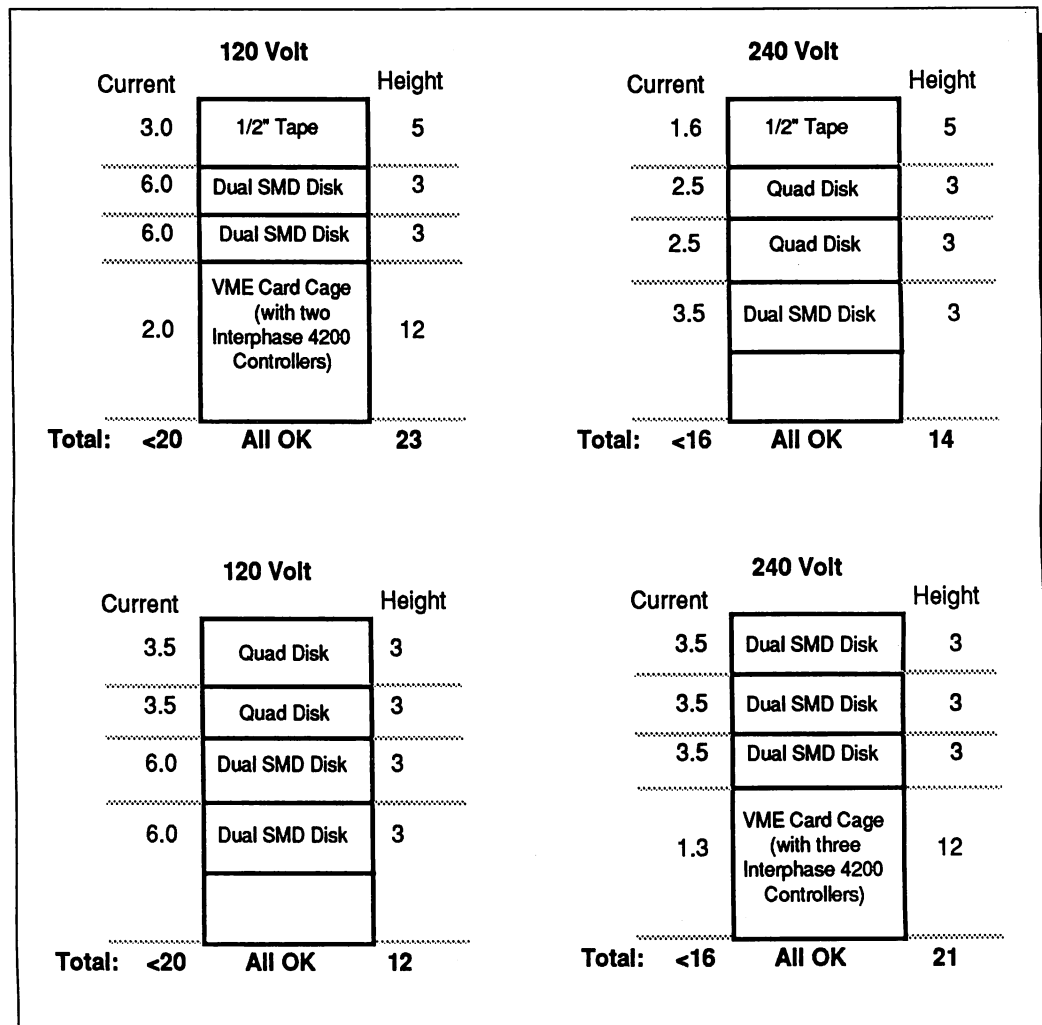 120 Volt
Current Height
3.0 1/2" Tape 5
6.0 Dual SMD Disk 3
6.0 Dual SMD Disk 3
VME Card Cage
(with two
2.0 Interphase 4200 12
Controllers)
Total: <20 All OK 23
240 Volt
Current Height
1.6 1/2" Tape 5
2.5 Quad Disk 3
2.5 Quad Disk 3
3.5 Dual SMD Disk 3
Total: <16 All OK 14
120 Volt
Current Height
3.5 Quad Disk 3
3.5 Quad Disk 3
6.0 Dual SMD Disk 3
6.0 Dual SMD Disk 3
Total: <20 All OK 12
240 Volt
Current Height
3.5 Dual SMD Disk 3
3.5 Dual SMD Disk 3
3.5 Dual SMD Disk 3
VME Card Cage
1.3 (with three 12
Interphase 4200
Controllers)
Total: <16 All OK 21